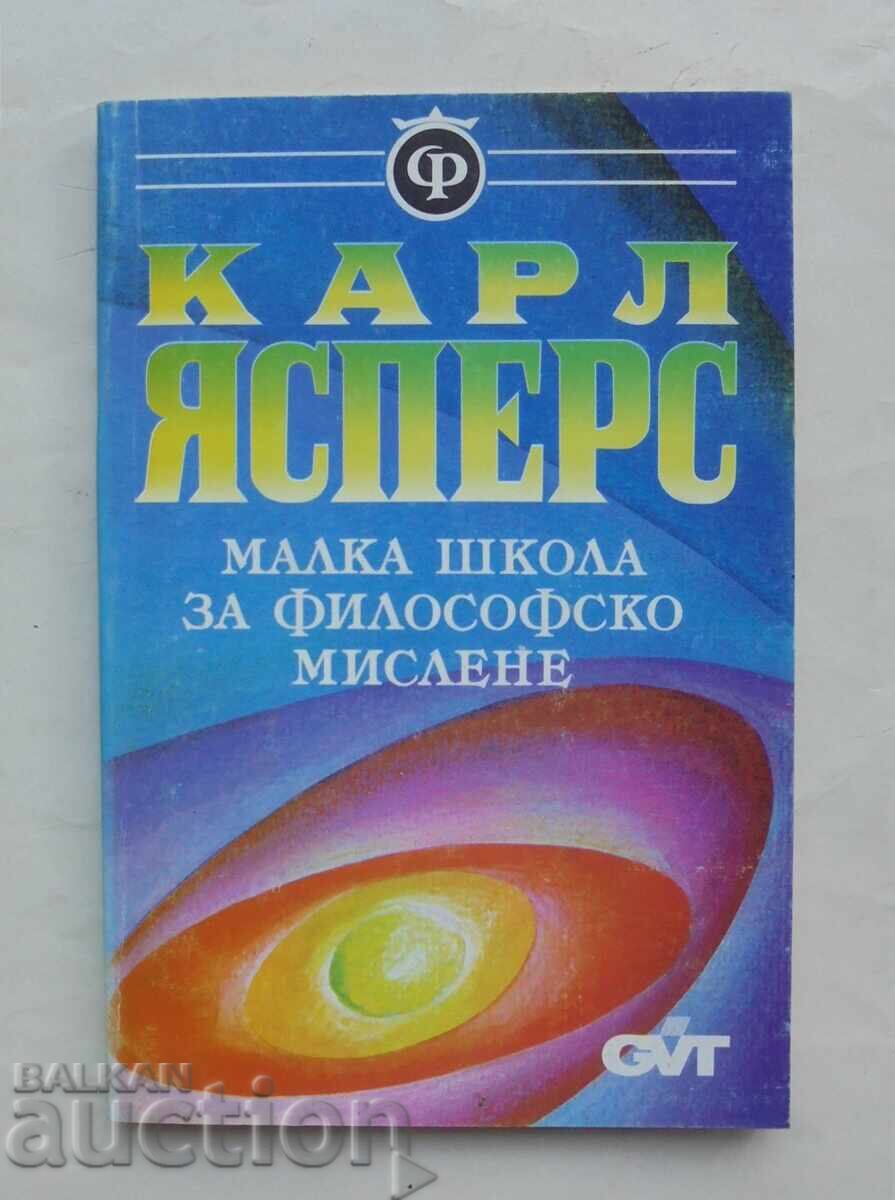 Ф
КАРЛ
ЯСПЕРС
МАЛКА ШКОЛА
ЗА ФИЛОСОФСКО
МИСЛЕНЕ
GVT
BALKAN
auction